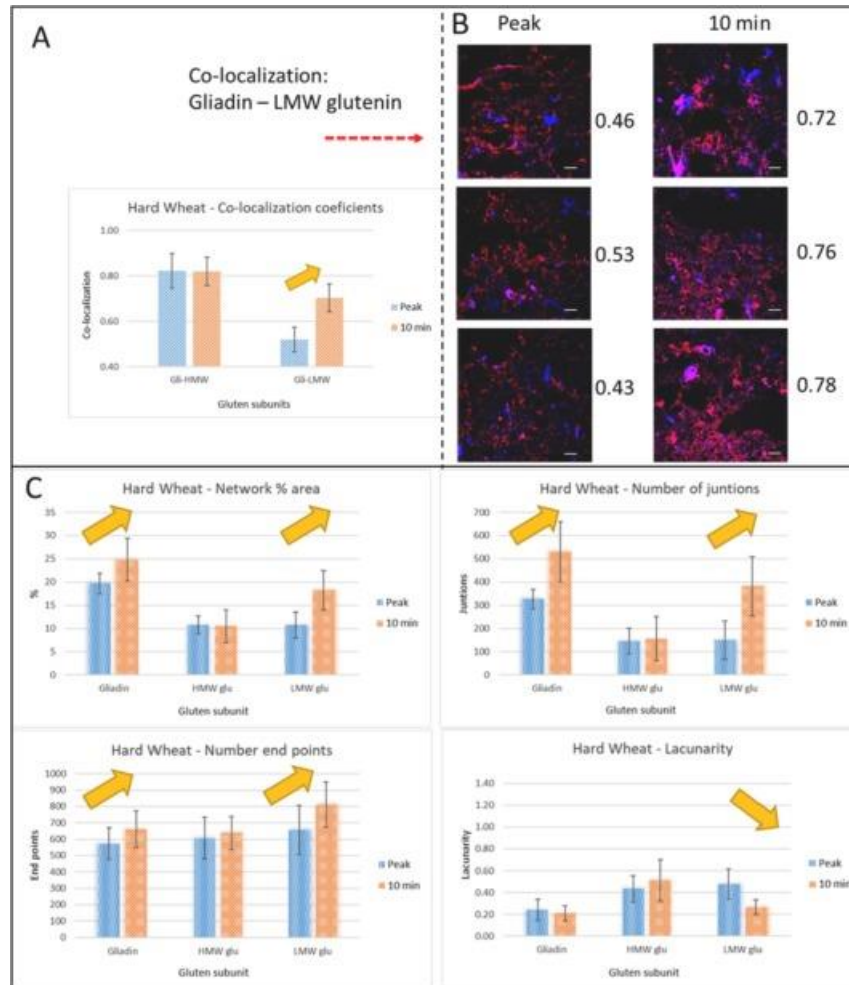 A
Co-localization:
Gliadin – LMW glutenin
Hard Wheat - Co-localization coeficients
Co-localization
1.00
0.80
0.60
0.40
Gli-HMW
Gli-LMW
Gluten subunits
Peak
10 min
B
Peak
10 min
0.46
0.72
0.53
0.76
0.43
0.78
C
Hard Wheat - Network % area
%
35
30
25
20
15
10
5
0
Gliadin
HMW glu
LMW glu
Gluten subunit
Peak
10 min
Hard Wheat - Number of juntions
Juntions
700
600
500
400
300
200
100
0
Gliadin
HMW glu
LMW glu
Gluten subunit
Peak
10 min
Hard Wheat - Number end points
End points
1000
900
800
700
600
500
400
300
200
100
0
Gliadin
HMW glu
LMW glu
Gluten subunit
Peak
10 min
Hard Wheat - Lacunarity
Lacunarity
1.40
1.20
1.00
0.80
0.60
0.40
0.20
0.00
Gliadin
HMW glu
LMW glu
Gluten subunit
Peak
10 min